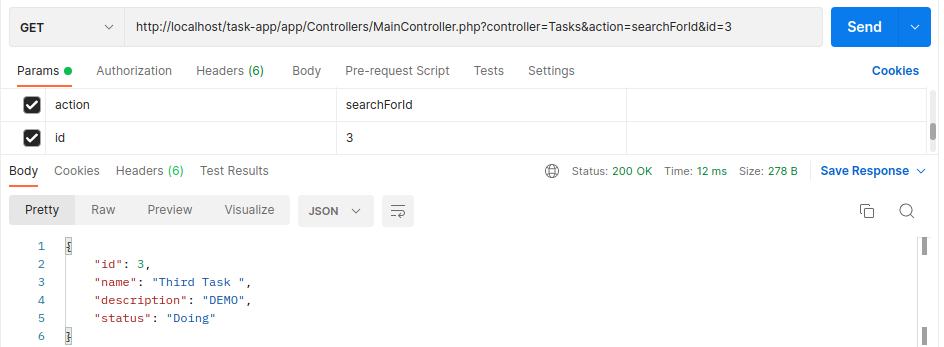 GET http://localhost/task-app/app/Controllers/MainController.php?controller=Tasks&action=searchForId&id=3 Send
Params Authorization Headers (6) Body Pre-request Script Tests Settings Cookies
action searchForId
id 3
Body Cookies Headers (6) Test Results Status: 200 OK Time: 12 ms Size: 278 B Save Response
Pretty Raw Preview Visualize JSON
1 {
2 "id": 3,
3 "name": "Third Task ",
4 "description": "DEMO",
5 "status": "Doing"
6 }